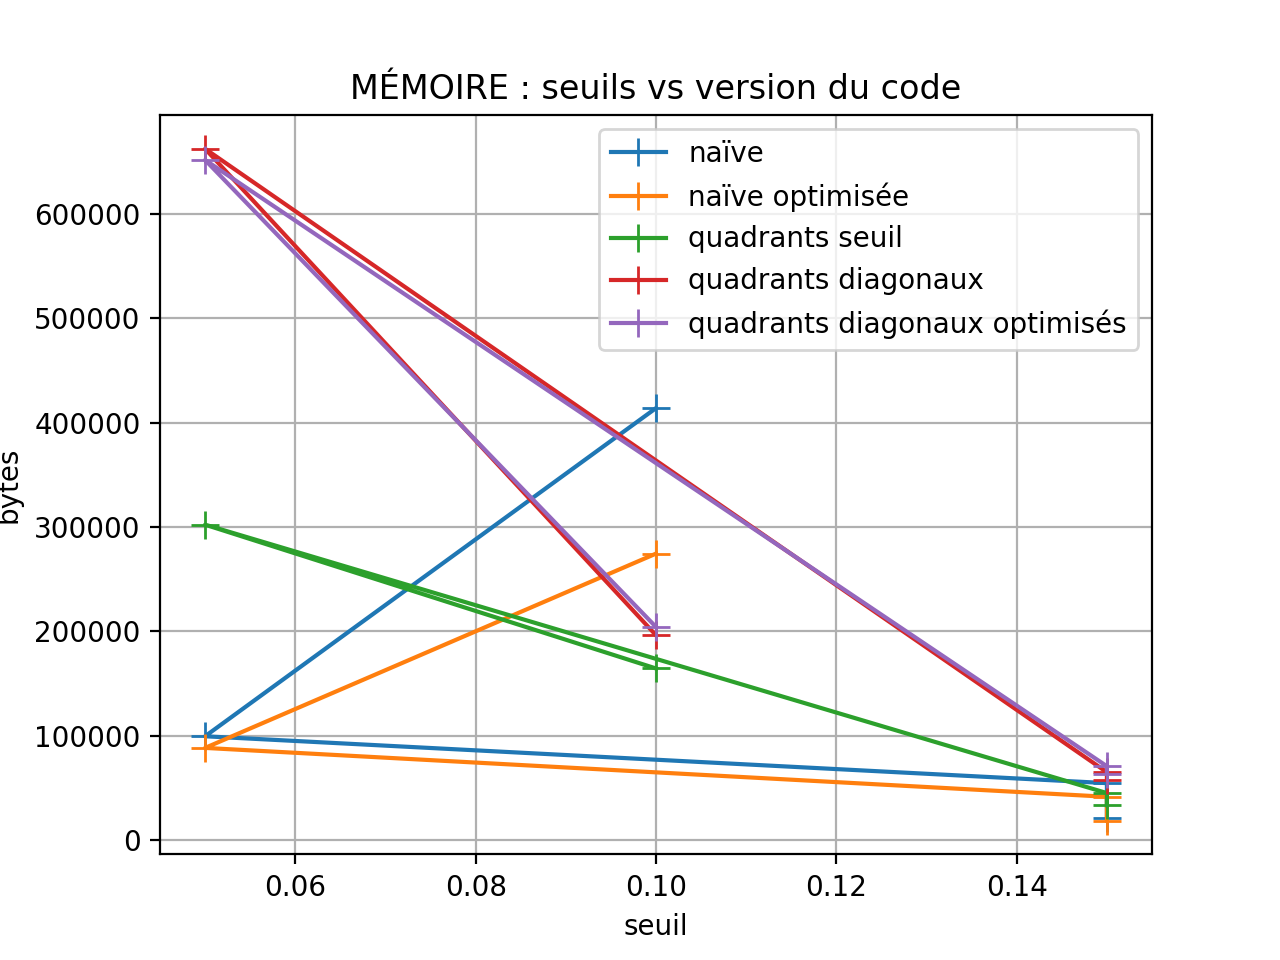 MÉMOIRE : seuils vs version du code
naïve
naïve optimisée
quadrants seuil
quadrants diagonaux
quadrants diagonaux optimisés
bytes
600000
500000
400000
300000
200000
100000
0
0.06 0.08 0.10 0.12 0.14
seuil